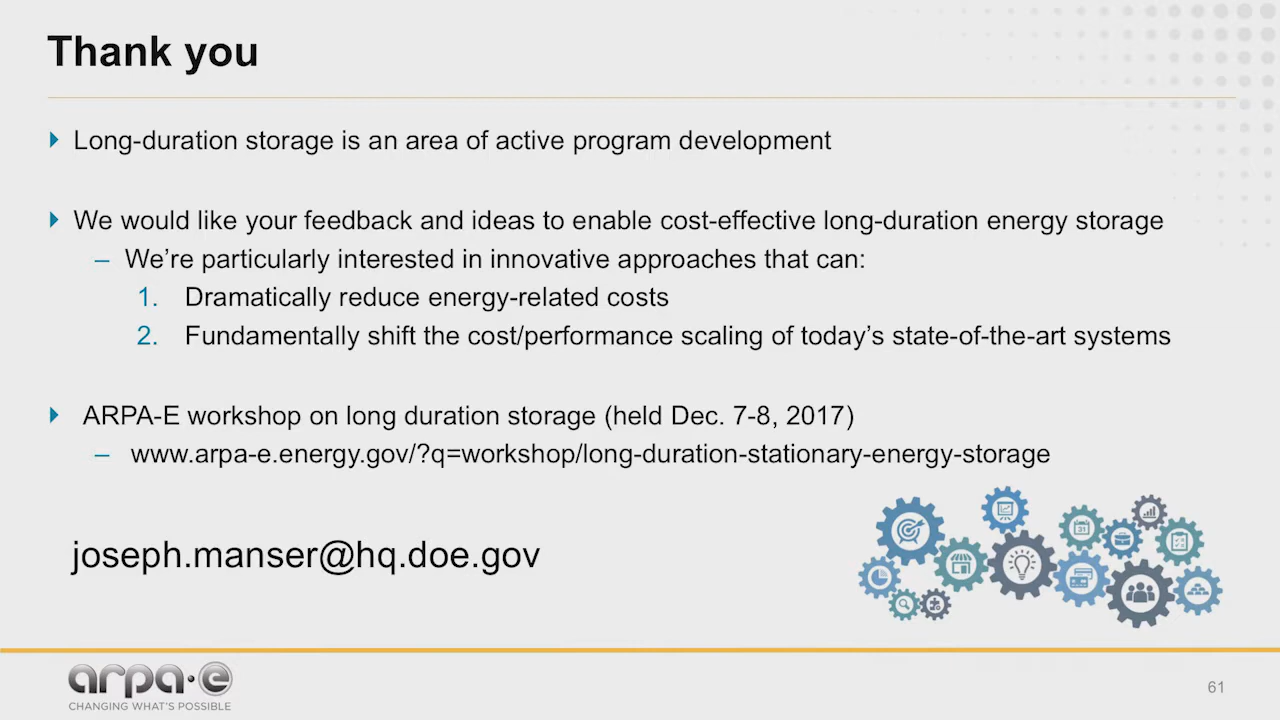 Thank you
Long-duration storage is an area of active program development
We would like your feedback and ideas to enable cost-effective long-duration energy storage
– We’re particularly interested in innovative approaches that can:
1. Dramatically reduce energy-related costs
2. Fundamentally shift the cost/performance scaling of today’s state-of-the-art systems
ARPA-E workshop on long duration storage (held Dec. 7-8, 2017)
– www.arpa-e.energy.gov/?q=workshop/long-duration-stationary-energy-storage
joseph.manser@hq.doe.gov
31
arpa·e
CHANGING WHAT’S POSSIBLE
61